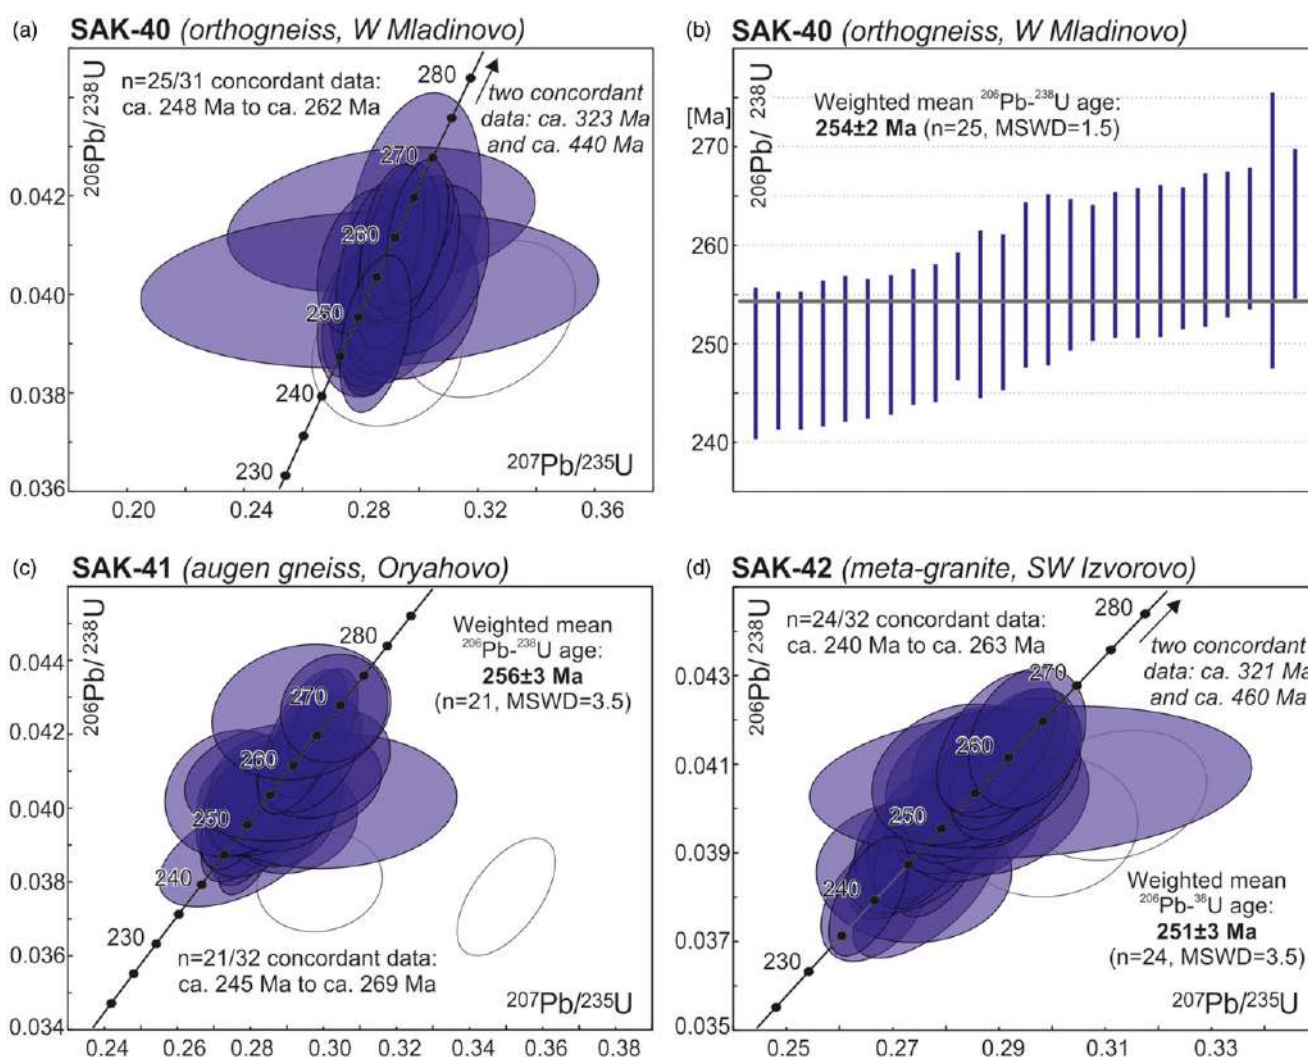 (a) SAK-40 (orthogneiss, W Mladinovo)
206Pb/238U
n=25/31 concordant data:
ca. 248 Ma to ca. 262 Ma
280
two concordant
data: ca. 323 Ma
and ca. 440 Ma
270
260
250
240
230
0.042
0.040
0.038
0.036
207Pb/235U
0.20 0.24 0.28 0.32 0.36
(b) SAK-40 (orthogneiss, W Mladinovo)
206Pb/238U
[Ma]
Weighted mean 206Pb-238U age:
254±2 Ma (n=25, MSWD=1.5)
270
260
250
240
(c) SAK-41 (augen gneiss, Oryahovo)
206Pb/238U
Weighted mean
206Pb-238U age:
256±3 Ma
(n=21, MSWD=3.5)
280
270
260
250
240
230
0.044
0.042
0.040
0.038
0.036
0.034
n=21/32 concordant data:
ca. 245 Ma to ca. 269 Ma
207Pb/235U
0.24 0.26 0.28 0.30 0.32 0.34 0.36 0.38
(d) SAK-42 (meta-granite, SW Izvorovo)
206Pb/238U
n=24/32 concordant data:
ca. 240 Ma to ca. 263 Ma
280
two concordant
data: ca. 321 Ma
and ca. 460 Ma
270
260
250
240
230
0.043
0.041
0.039
0.037
0.035
Weighted mean
206Pb-38U age:
251±3 Ma
(n=24, MSWD=3.5)
207Pb/235U
0.25 0.27 0.29 0.31 0.33